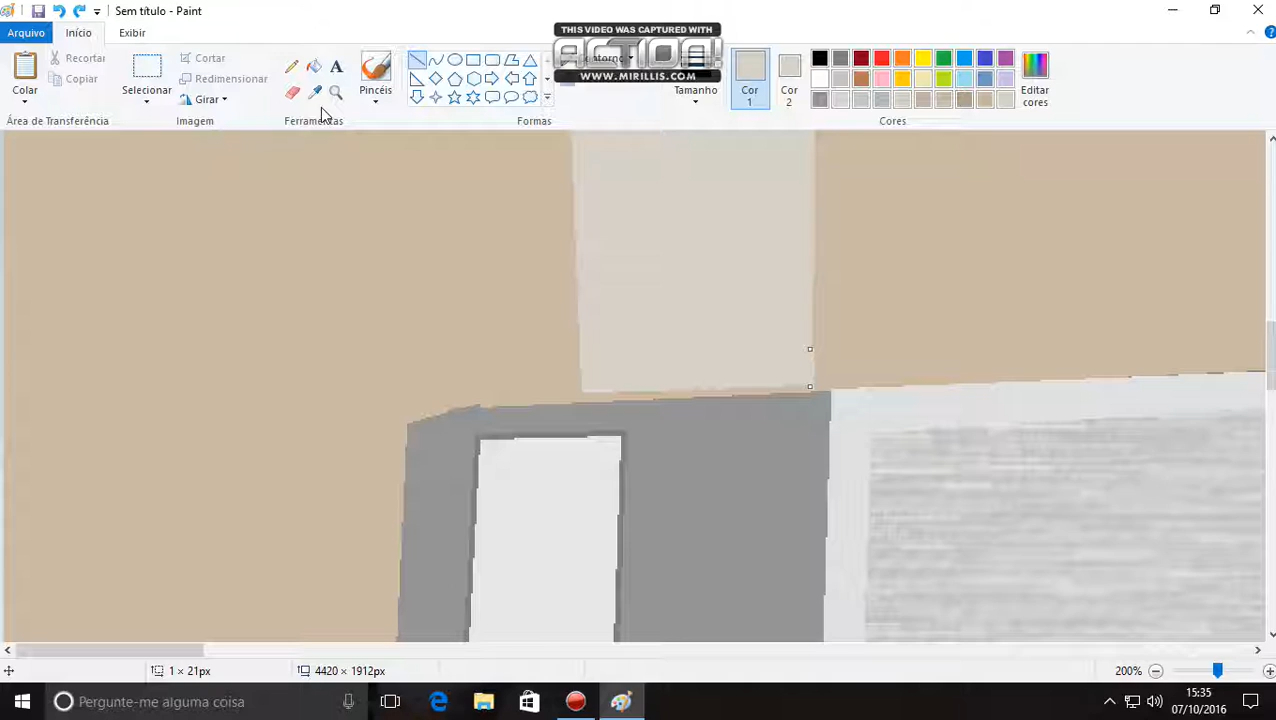 Sem título - Paint
THIS VIDEO WAS CAPTURED WITH
ACTION!
WWW.MIRILLIS.COM
Arquivo Início Exibir
Colar
Recortar
Copiar
Área de Transferência
Selecionar
Cortar
Redimensionar
Girar
Imagem
A
Ferramentas
Pincéis
Formas
Tamanho
Cor 1
Cor 2
Editar cores
Cores
1 × 21px 4420 × 1912px 200%
Pergunte-me alguma coisa
15:35
07/10/2016